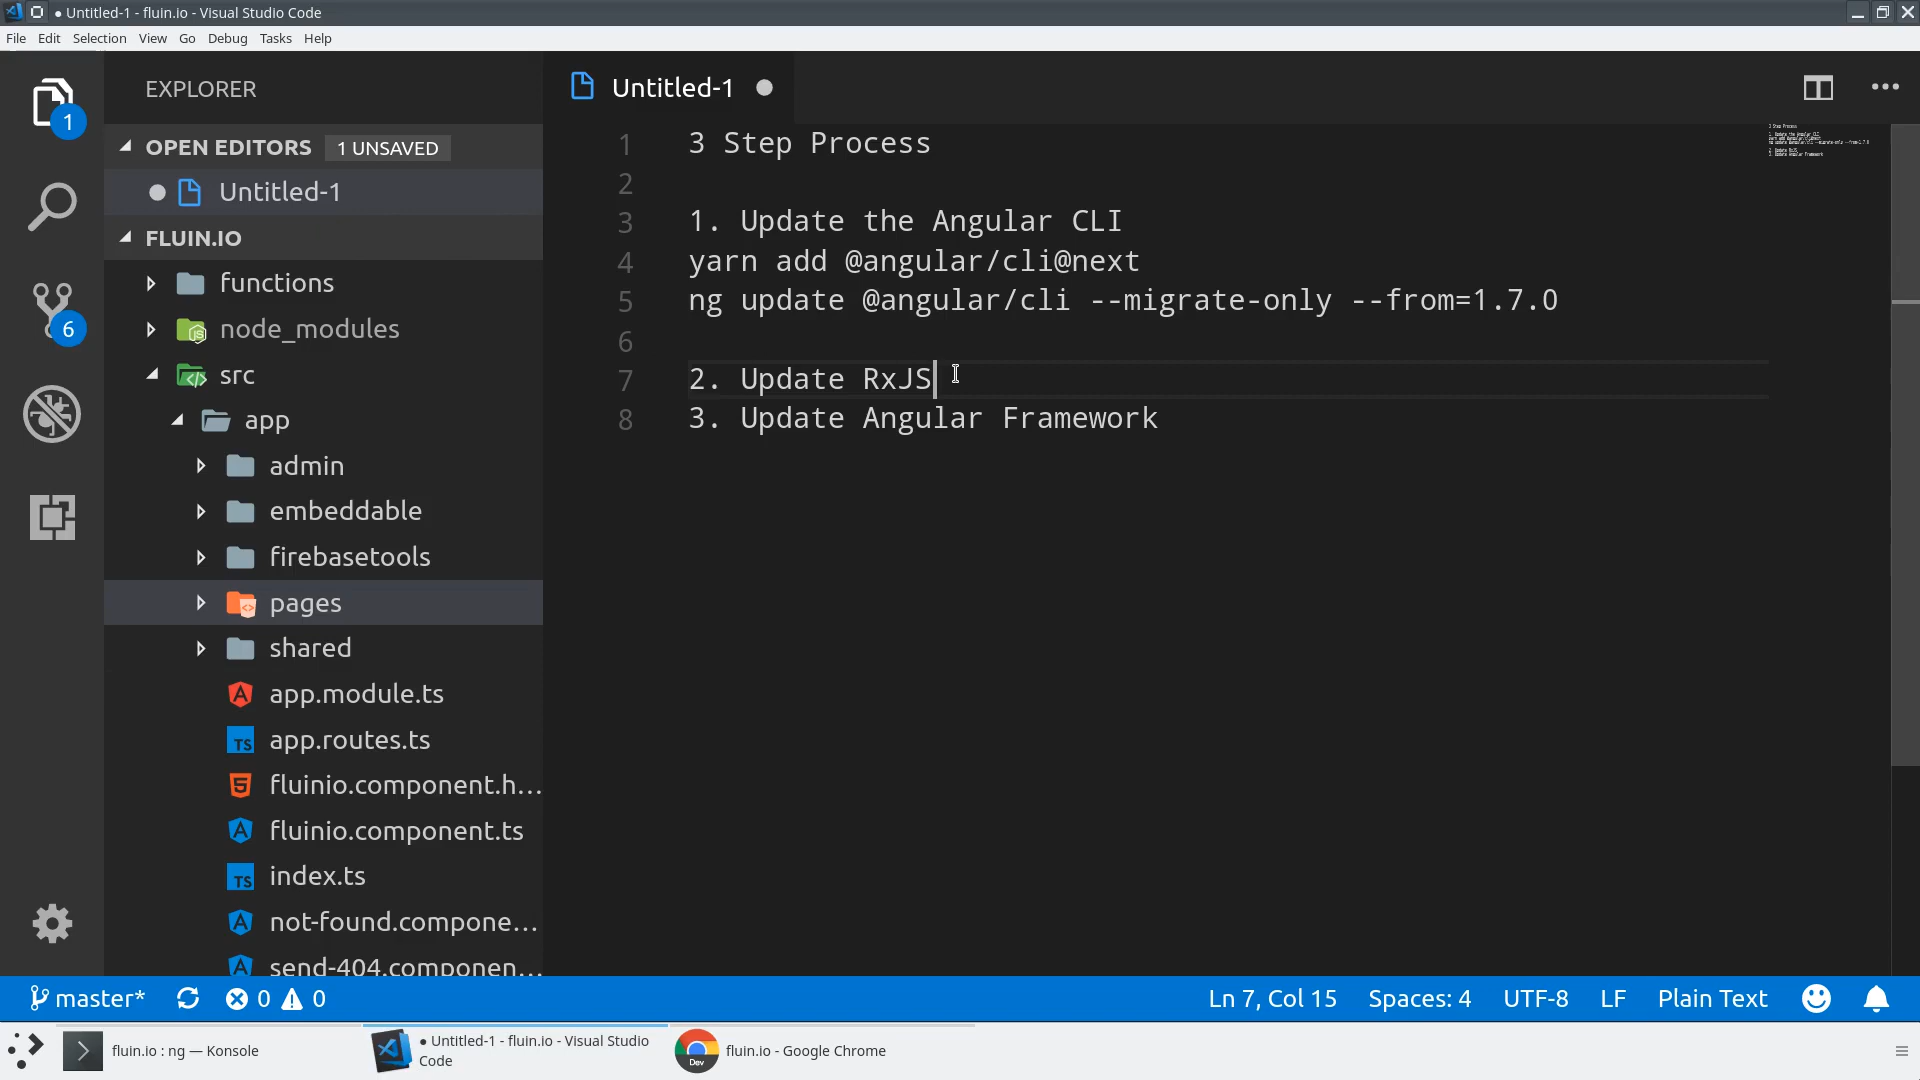 ● Untitled-1 - fluin.io - Visual Studio Code
File Edit Selection View Go Debug Tasks Help
EXPLORER
1
OPEN EDITORS 1 UNSAVED
Untitled-1
FLUIN.IO
functions
6
node_modules
src
app
admin
embeddable
firebasetools
pages
shared
app.module.ts
TS app.routes.ts
fluinio.component.h...
fluinio.component.ts
TS index.ts
not-found.compone...
send-404.componen...
Untitled-1
1 3 Step Process
2
3 1. Update the Angular CLI
4 yarn add @angular/cli@next
5 ng update @angular/cli --migrate-only --from=1.7.0
6
7 2. Update RxJS
8 3. Update Angular Framework
master* 0 0 Ln 7, Col 15 Spaces: 4 UTF-8 LF Plain Text
fluin.io : ng — Konsole
● Untitled-1 - fluin.io - Visual Studio
Code
Dev
fluin.io - Google Chrome